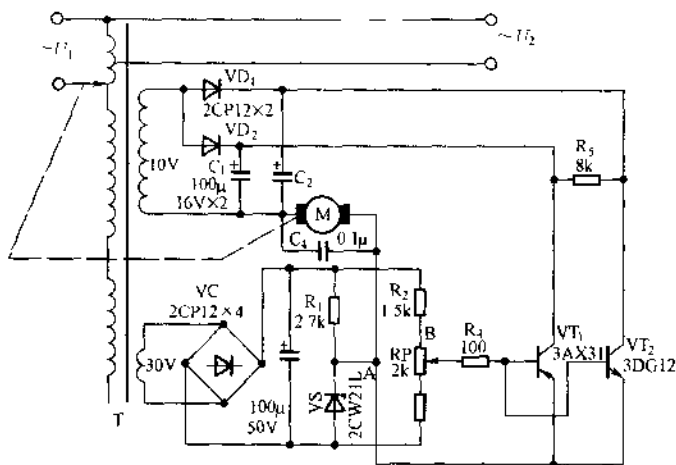 ~U₁
~U₂
VD₁
2CP12×2
VD₂
10V
C₁
100μ
16V×2
C₂
M
C₄
0.1μ
R₅
8k
VC
2CP12×4
30V
T
100μ
50V
R₁
2.7k
VS
2CW21L
A
R₂
1.5k
B
RP
2k
R₄
100
VT₁
3AX31
VT₂
3DG12